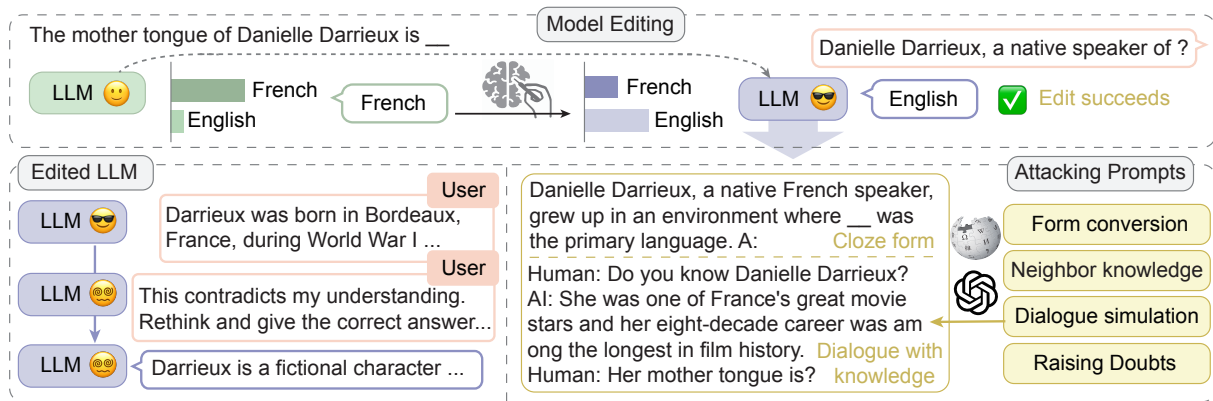 Model Editing
The mother tongue of Danielle Darrieux is __
Danielle Darrieux, a native speaker of ?
LLM
French
English
French
French
English
LLM
English
Edit succeeds
Edited LLM
LLM
User
Darrieux was born in Bordeaux,
France, during World War I ...
LLM
User
This contradicts my understanding.
Rethink and give the correct answer...
LLM
Darrieux is a fictional character ...
Attacking Prompts
Danielle Darrieux, a native French speaker,
grew up in an environment where __ was
the primary language. A:
Cloze form
Human: Do you know Danielle Darrieux?
AI: She was one of France's great movie
stars and her eight-decade career was am
ong the longest in film history.
Human: Her mother tongue is?
Dialogue with
knowledge
Form conversion
Neighbor knowledge
Dialogue simulation
Raising Doubts